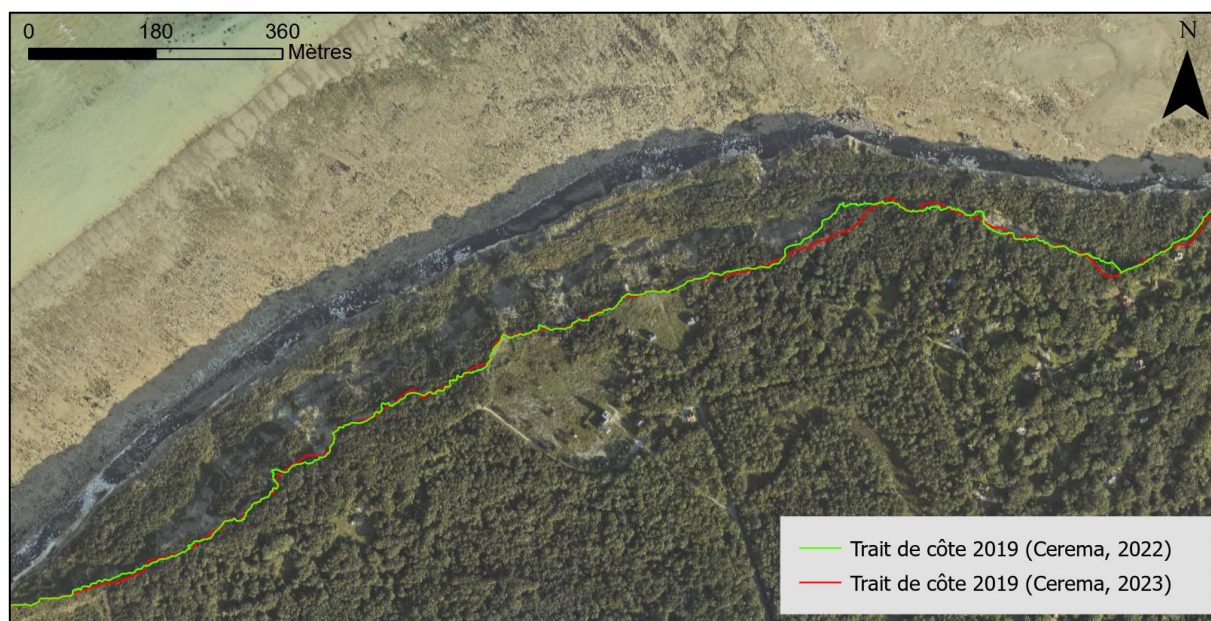 0 180 360
Mètres
N
Trait de côte 2019 (Cerema, 2022)
Trait de côte 2019 (Cerema, 2023)